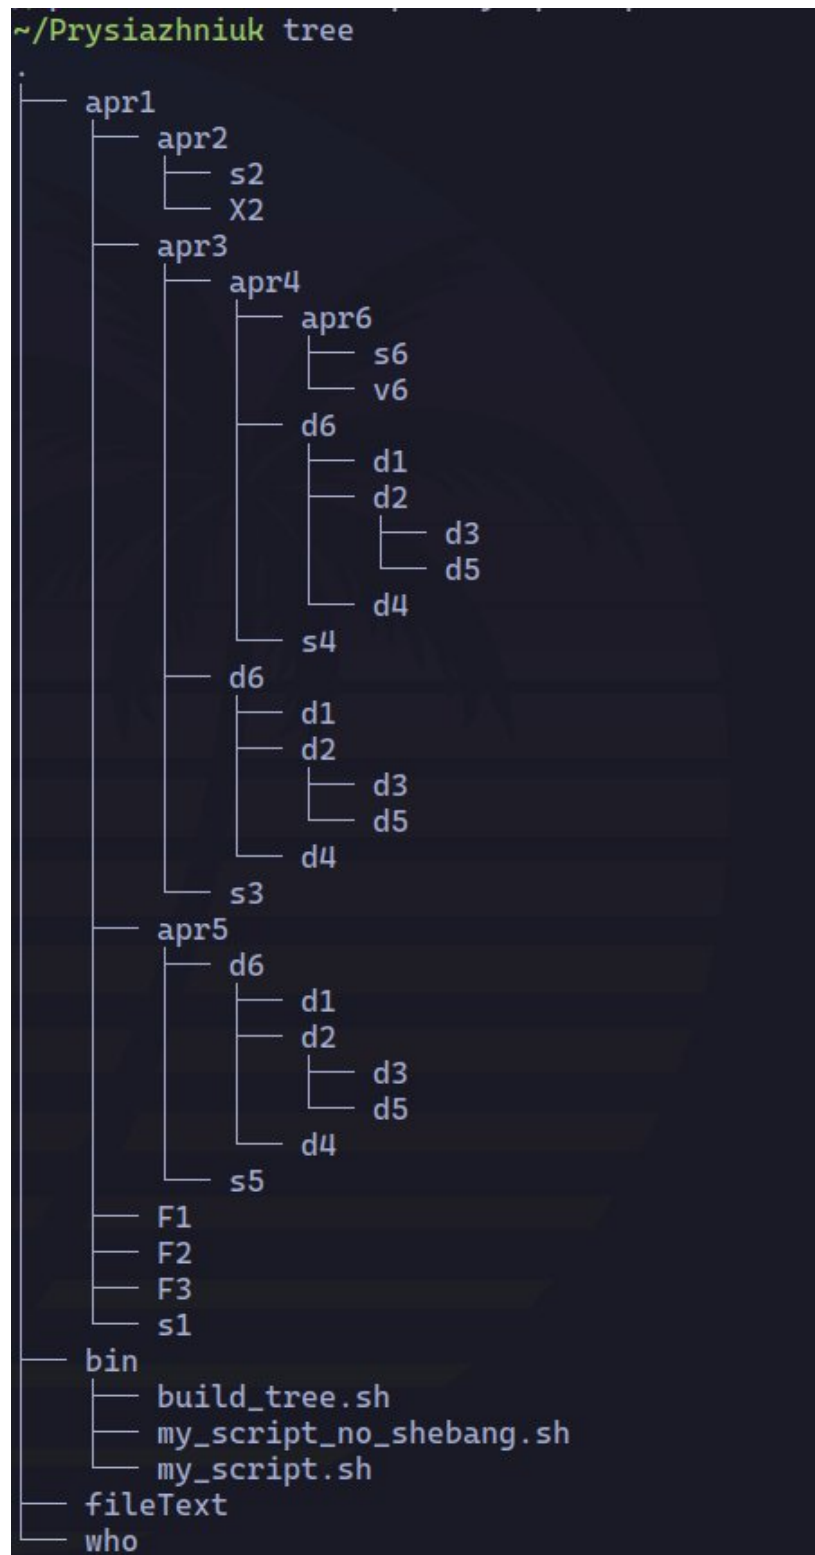 ~/Prysiazhniuk tree
.
├── apr1
│   ├── apr2
│   │   ├── s2
│   │   └── X2
│   ├── apr3
│   │   ├── apr4
│   │   │   ├── apr6
│   │   │   │   ├── s6
│   │   │   │   └── v6
│   │   │   ├── d6
│   │   │   │   ├── d1
│   │   │   │   ├── d2
│   │   │   │   │   ├── d3
│   │   │   │   │   └── d5
│   │   │   │   └── d4
│   │   │   └── s4
│   │   ├── d6
│   │   │   ├── d1
│   │   │   ├── d2
│   │   │   │   ├── d3
│   │   │   │   └── d5
│   │   │   └── d4
│   │   └── s3
│   ├── apr5
│   │   ├── d6
│   │   │   ├── d1
│   │   │   ├── d2
│   │   │   │   ├── d3
│   │   │   │   └── d5
│   │   │   └── d4
│   │   └── s5
│   ├── F1
│   ├── F2
│   ├── F3
│   └── s1
├── bin
│   ├── build_tree.sh
│   ├── my_script_no_shebang.sh
│   └── my_script.sh
├── fileText
└── who